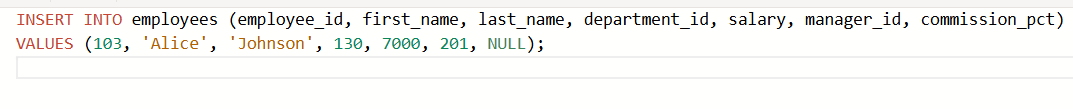 INSERT INTO employees (employee_id, first_name, last_name, department_id, salary, manager_id, commission_pct)
VALUES (103, 'Alice', 'Johnson', 130, 7000, 201, NULL);